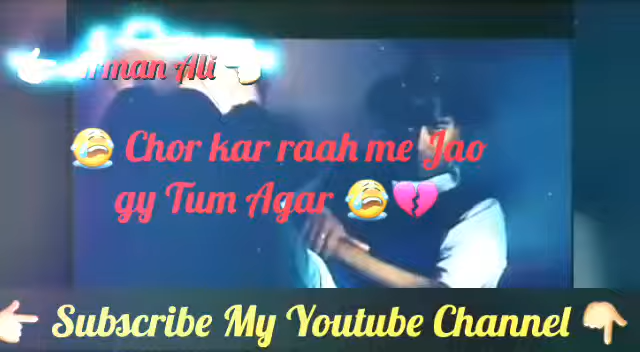 Ali
😭 Chor kar raah me Jao
gy Tum Agar 😭💔
👉🏻 Subscribe My Youtube Channel 👇🏻